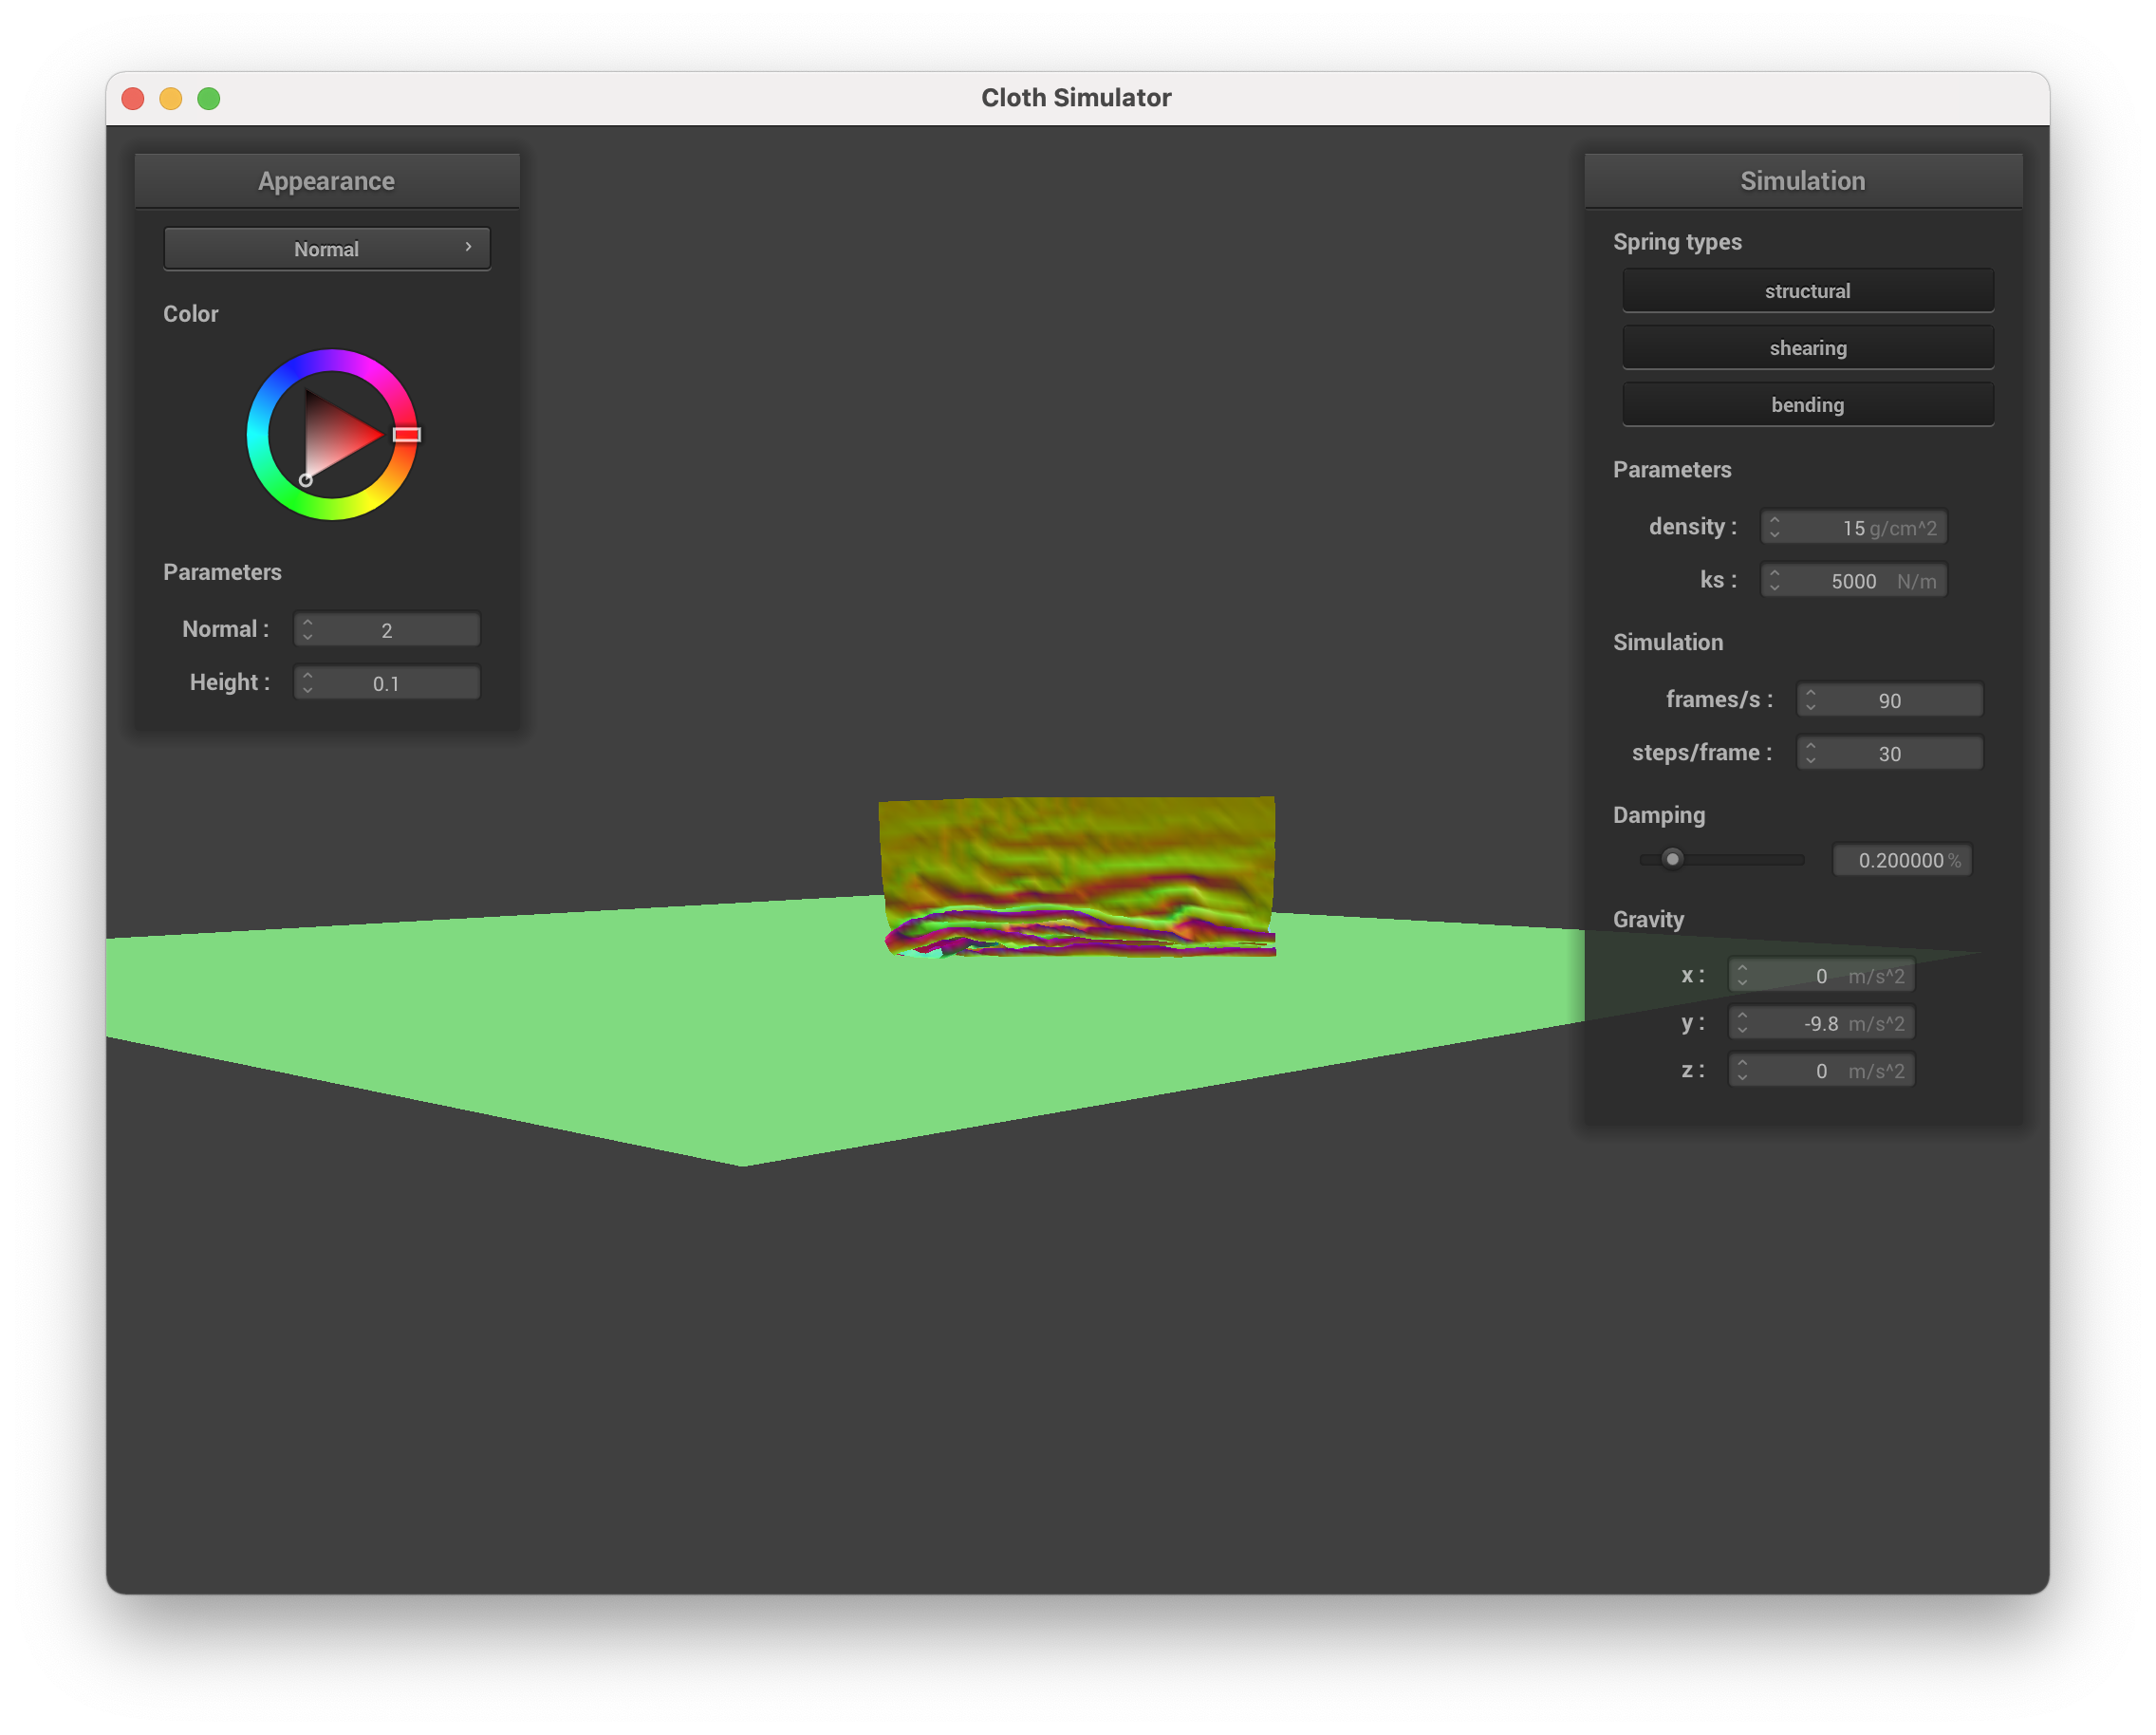 Cloth Simulator
Appearance
Normal
Color
Parameters
Normal : 2
Height : 0.1
Simulation
Spring types
structural
shearing
bending
Parameters
density : 15 g/cm^2
ks : 5000 N/m
Simulation
frames/s : 90
steps/frame : 30
Damping
0.200000 %
Gravity
x : 0 m/s^2
y : -9.8 m/s^2
z : 0 m/s^2